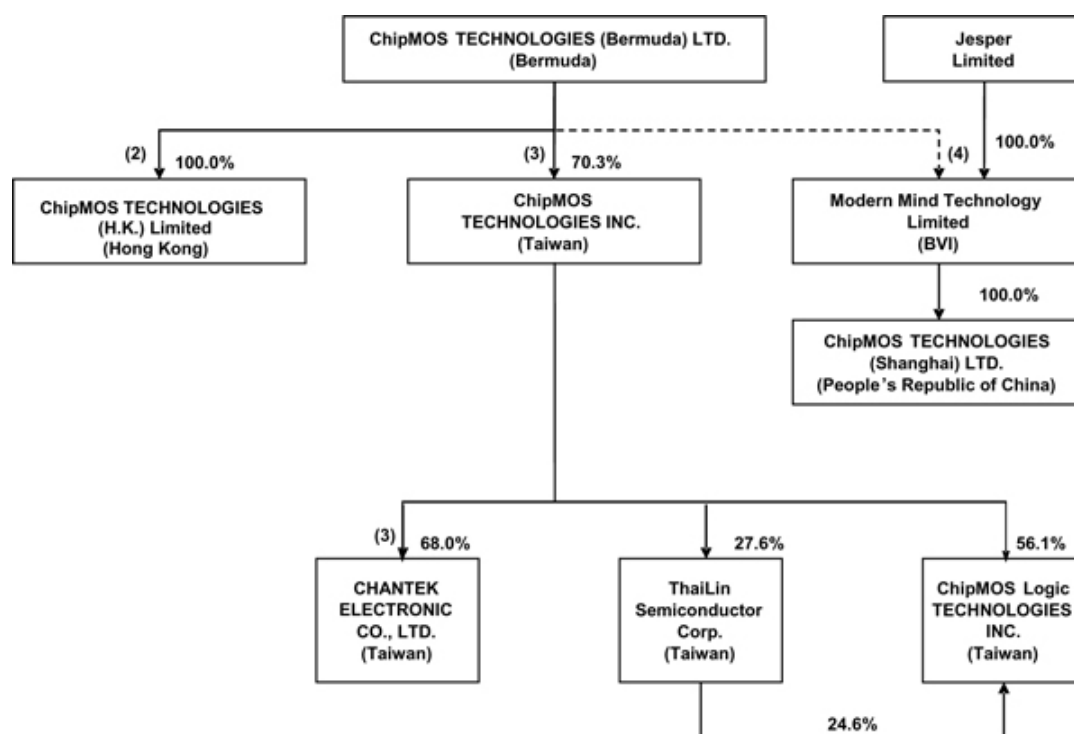 ChipMOS TECHNOLOGIES (Bermuda) LTD.
(Bermuda)
Jesper
Limited
(2)
100.0%
(3)
70.3%
(4)
100.0%
ChipMOS TECHNOLOGIES
(H.K.) Limited
(Hong Kong)
ChipMOS
TECHNOLOGIES INC.
(Taiwan)
Modern Mind Technology
Limited
(BVI)
100.0%
ChipMOS TECHNOLOGIES
(Shanghai) LTD.
(People's Republic of China)
(3)
68.0%
27.6%
56.1%
CHANTEK
ELECTRONIC
CO., LTD.
(Taiwan)
ThaiLin
Semiconductor
Corp.
(Taiwan)
ChipMOS Logic
TECHNOLOGIES
INC.
(Taiwan)
24.6%